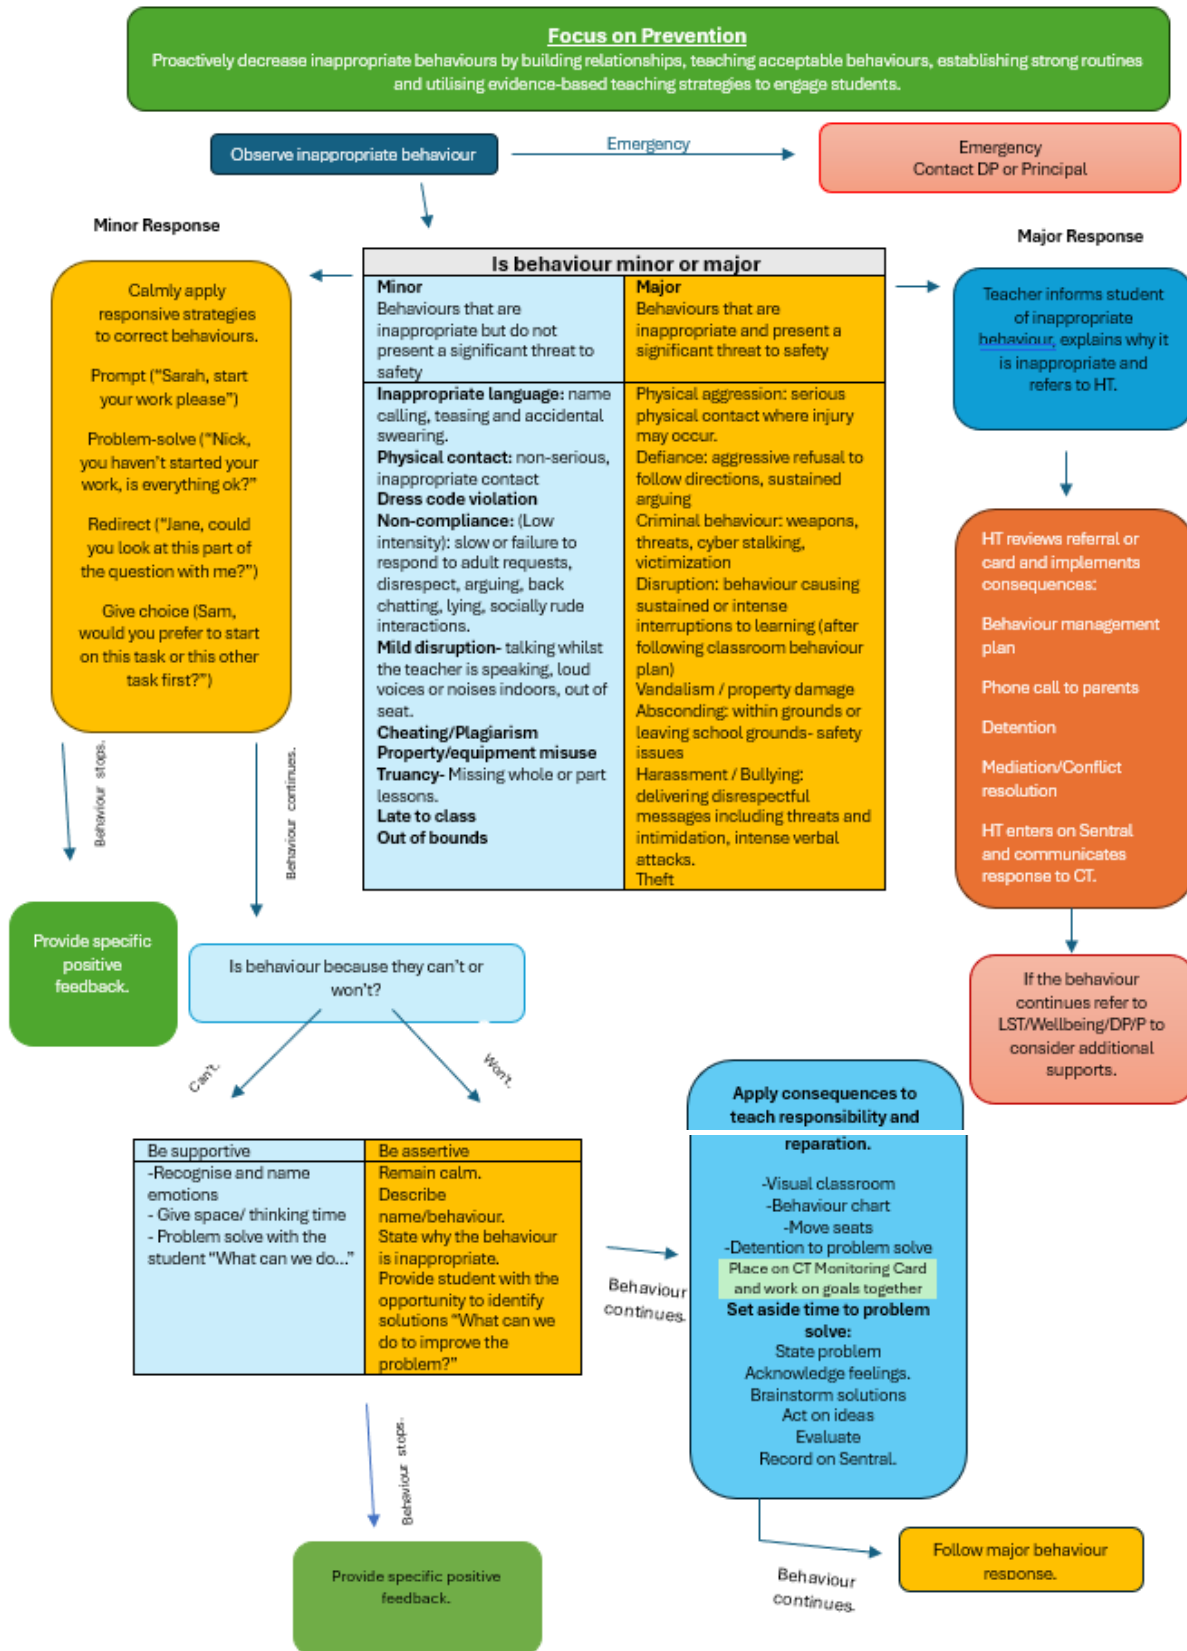 Focus on Prevention
Proactively decrease inappropriate behaviours by building relationships, teaching acceptable behaviours, establishing strong routines
and utilising evidence-based teaching strategies to engage students.
Observe inappropriate behaviour
Emergency
Emergency
Contact DP or Principal
Minor Response
Major Response
Calmly apply
responsive strategies
to correct behaviours.
Prompt (“Sarah, start
your work please”)
Problem-solve (“Nick,
you haven’t started your
work, is everything ok?”
Redirect (“Jane, could
you look at this part of
the question with me?”)
Give choice (Sam,
would you prefer to start
on this task or this other
task first?”)
Is behaviour minor or major
Minor
Behaviours that are
inappropriate but do not
present a significant threat to
safety
Major
Behaviours that are
inappropriate and present a
significant threat to safety
Inappropriate language: name
calling, teasing and accidental
swearing.
Physical contact: non-serious,
inappropriate contact
Dress code violation
Non-compliance: (Low
intensity): slow or failure to
respond to adult requests,
disrespect, arguing, back
chatting, lying, socially rude
interactions.
Mild disruption- talking whilst
the teacher is speaking, loud
voices or noises indoors, out of
seat.
Cheating/Plagiarism
Property/equipment misuse
Truancy- Missing whole or part
lessons.
Late to class
Out of bounds
Physical aggression: serious
physical contact where injury
may occur.
Defiance: aggressive refusal to
follow directions, sustained
arguing
Criminal behaviour: weapons,
threats, cyber stalking,
victimization
Disruption: behaviour causing
sustained or intense
interruptions to learning (after
following classroom behaviour
plan)
Vandalism / property damage
Absconding: within grounds or
leaving school grounds- safety
issues
Harassment / Bullying:
delivering disrespectful
messages including threats and
intimidation, intense verbal
attacks.
Theft
Teacher informs student
of inappropriate
behaviour, explains why it
is inappropriate and
refers to HT.
HT reviews referral or
card and implements
consequences:
Behaviour management
plan
Phone call to parents
Detention
Mediation/Conflict
resolution
HT enters on Sentral
and communicates
response to CT.
If the behaviour
continues refer to
LST/Wellbeing/DP/P to
consider additional
supports.
Behaviour stops.
Behaviour continues.
Provide specific
positive
feedback.
Is behaviour because they can’t or
won’t?
Can’t.
Won’t.
Be supportive
-Recognise and name
emotions
- Give space/ thinking time
- Problem solve with the
student “What can we do...”
Be assertive
Remain calm.
Describe
name/behaviour.
State why the behaviour
is inappropriate.
Provide student with the
opportunity to identify
solutions “What can we
do to improve the
problem?”
Behaviour
continues.
Apply consequences to
teach responsibility and
reparation.
-Visual classroom
-Behaviour chart
-Move seats
-Detention to problem solve
Place on CT Monitoring Card
and work on goals together
Set aside time to problem
solve:
State problem
Acknowledge feelings.
Brainstorm solutions
Act on ideas
Evaluate
Record on Sentral.
Behaviour stops.
Provide specific positive
feedback.
Behaviour
continues.
Follow major behaviour
response.